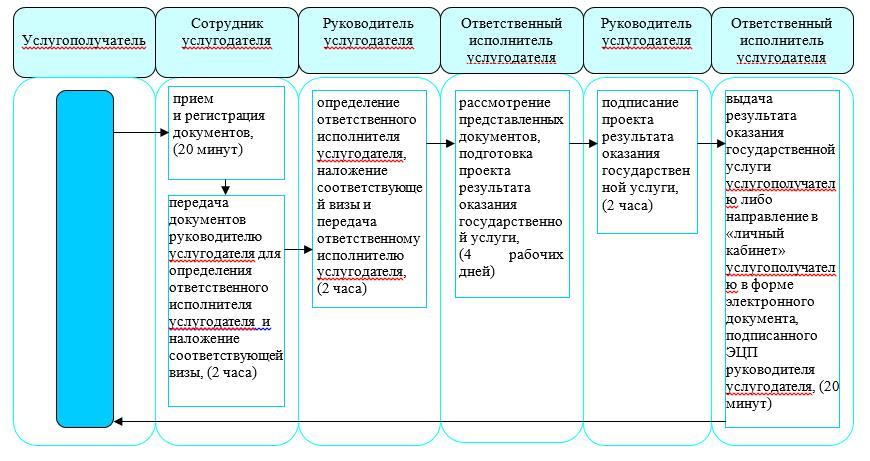 Услугополучатель
Сотрудник
услугодателя
Руководитель
услугодателя
Ответственный
исполнитель
услугодателя
Руководитель
услугодателя
Ответственный
исполнитель
услугодателя
прием
и регистрация
документов,
(20 минут)
передача
документов
руководителю
услугодателя для
определения
ответственного
исполнителя
услугодателя и
наложение
соответствующей
визы, (2 часа)
определение
ответственного
исполнителя
услугодателя,
наложение
соответствующе
й визы и
передача
ответственному
исполнителю
услугодателя,
(2 часа)
рассмотрение
представленных
документов,
подготовка
проекта
результата
оказания
государственно
й услуги,
(4 рабочих
дней)
подписание
проекта
результата
оказания
государствен
ной услуги,
(2 часа)
выдача
результата
оказания
государственной
услуги
услугополучател
ю либо
направление в
«личный
кабинет»
услугополучател
ю в форме
электронного
документа,
подписанного
ЭЦП
руководителя
услугодателя, (20
минут)